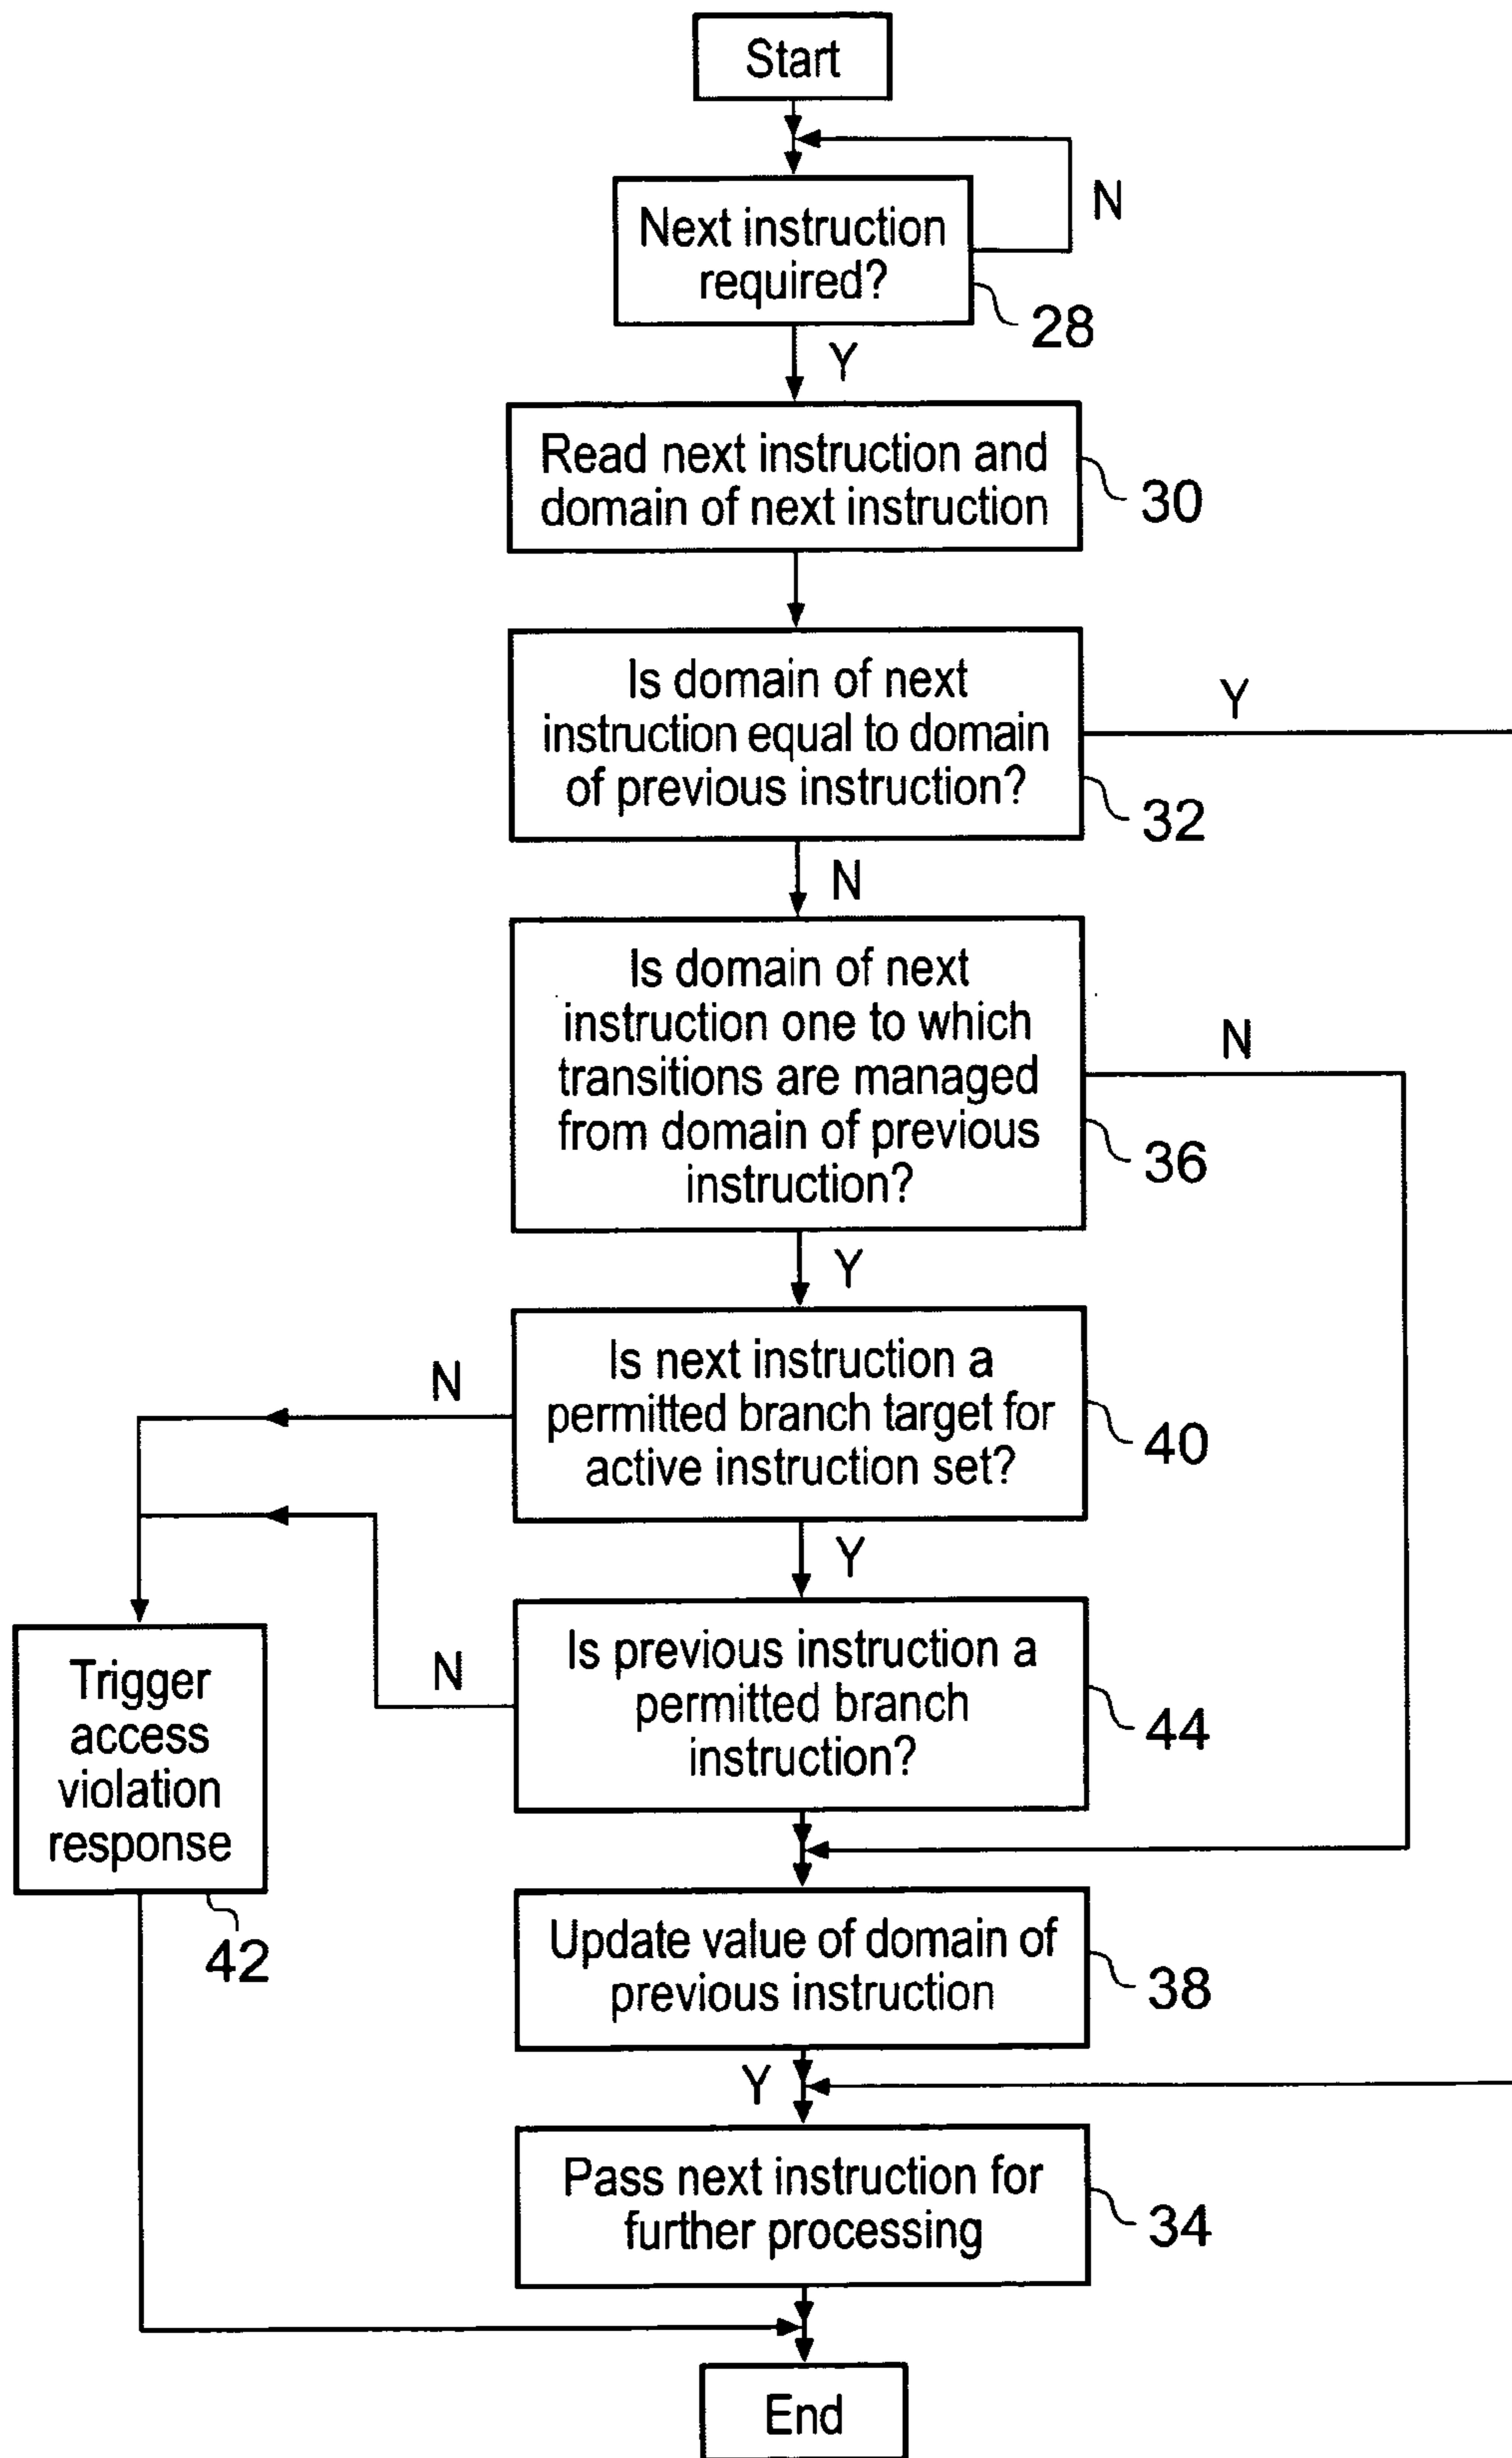 Start
N
Next instruction
required?
28
Y
Read next instruction and
domain of next instruction
30
Is domain of next
instruction equal to domain
of previous instruction?
Y
32
N
Is domain of next
instruction one to which
transitions are managed
from domain of previous
instruction?
N
36
Y
Is next instruction a
permitted branch target for
active instruction set?
N
40
Y
Is previous instruction a
permitted branch
instruction?
N
44
Trigger
access
violation
response
42
Update value of domain of
previous instruction
38
Y
Pass next instruction for
further processing
34
End